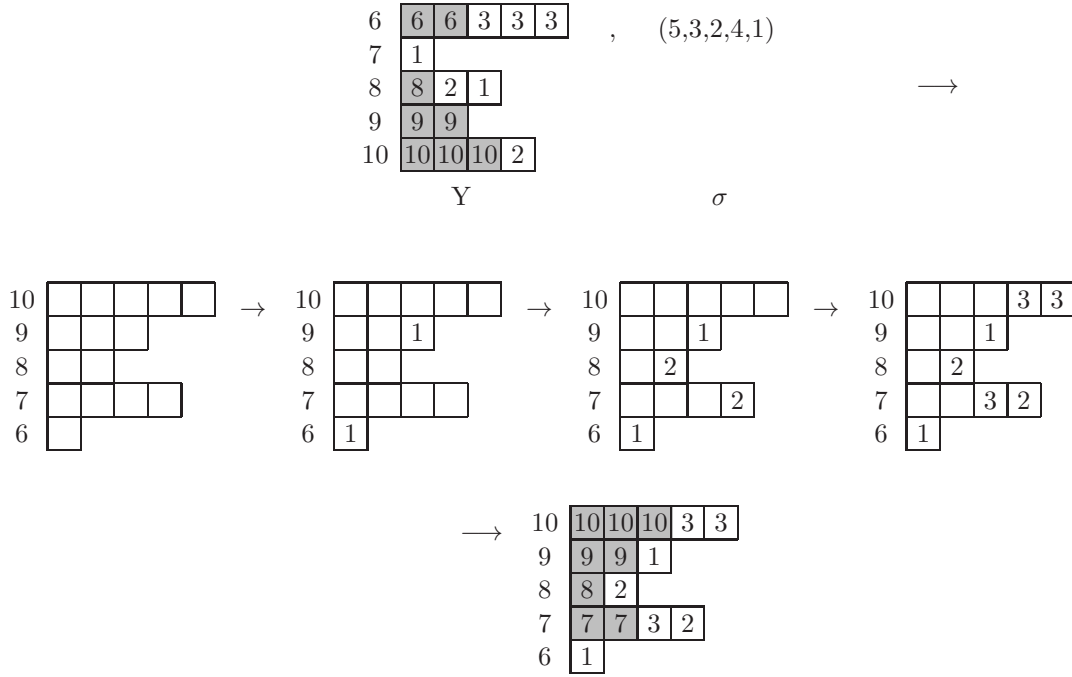 6 6 6 3 3 3 , (5,3,2,4,1)
7 1
8 8 2 1 →
9 9 9
10 10 10 10 2
Y σ
10 → 10 → 10 → 10 3 3
9 9 1 9 1 9 1
8 8 8 2 8 2
7 7 7 2 7 3 2
6 6 1 6 1 6 1
→ 10 10 10 10 3 3
9 9 9 1
8 8 2
7 7 7 3 2
6 1